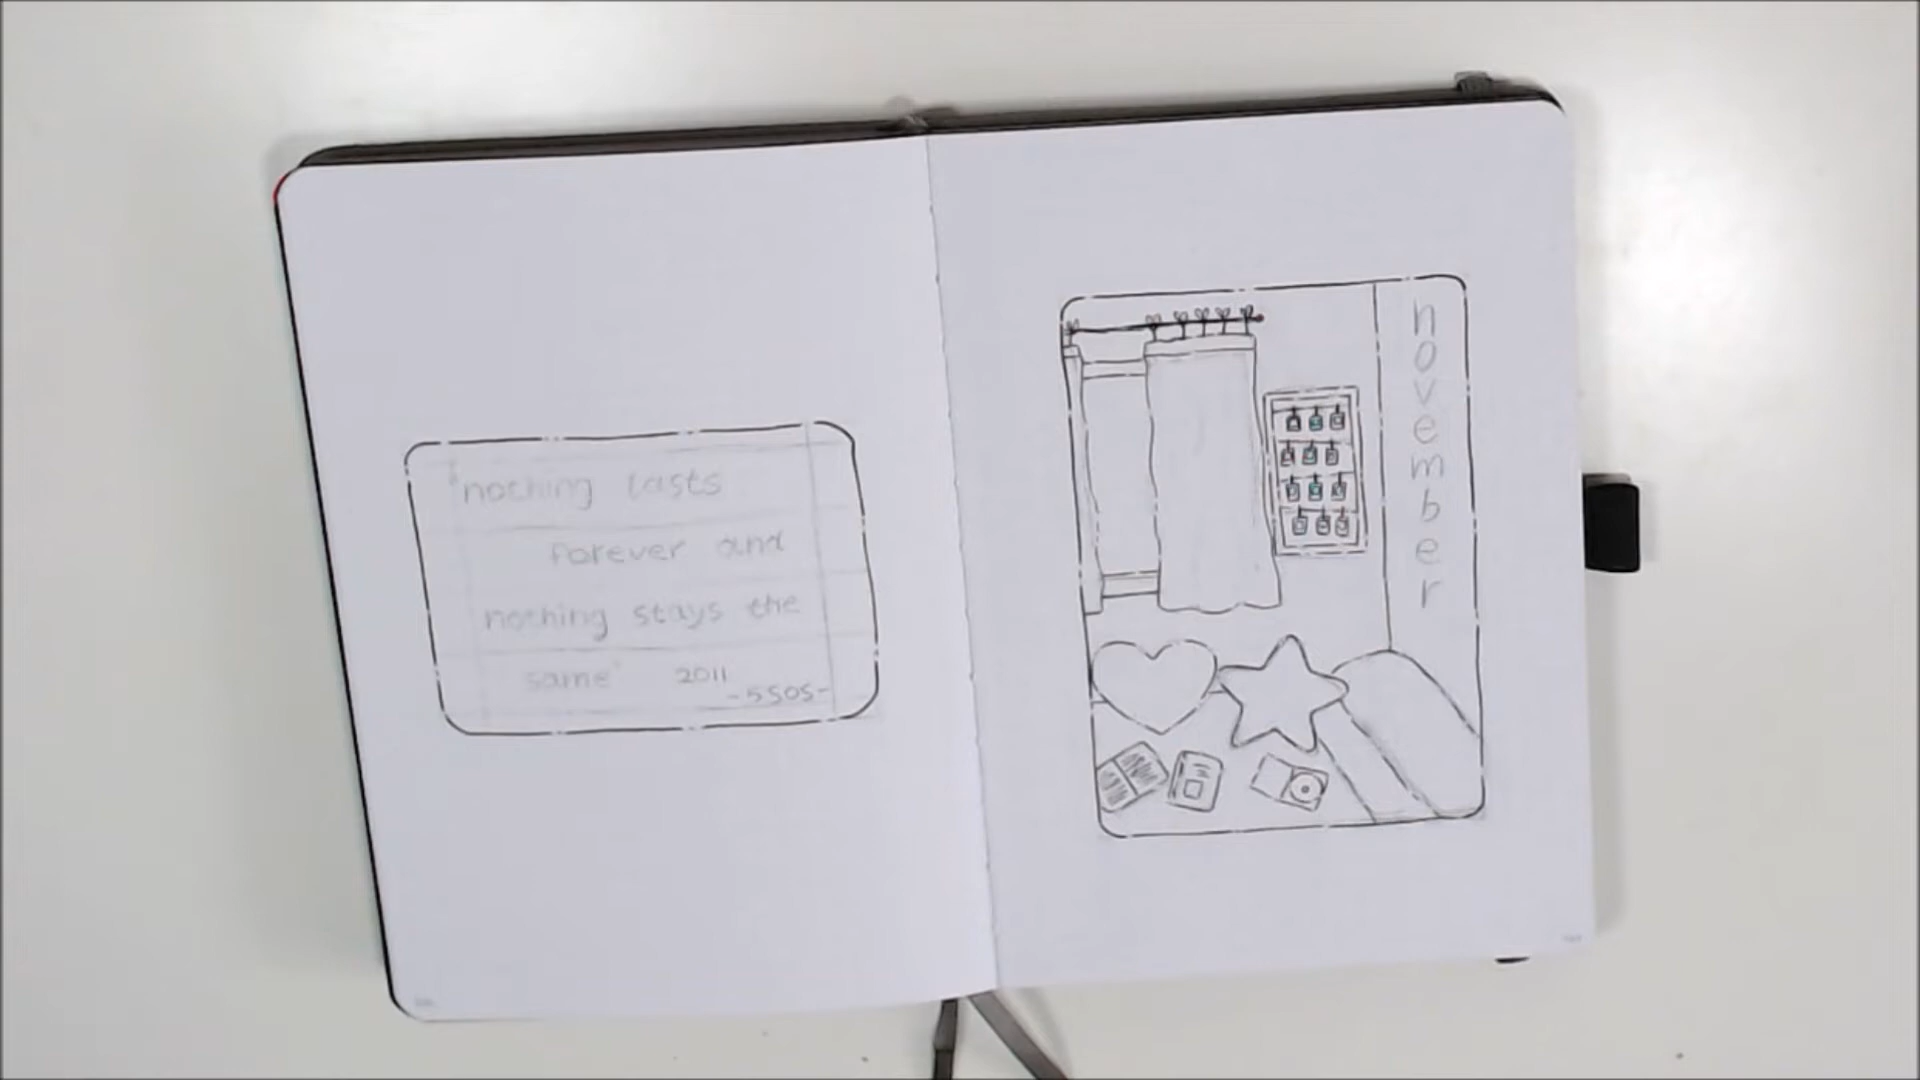 "nothing lasts
forever and
nothing stays the
same" 2011
-5SOS-
november